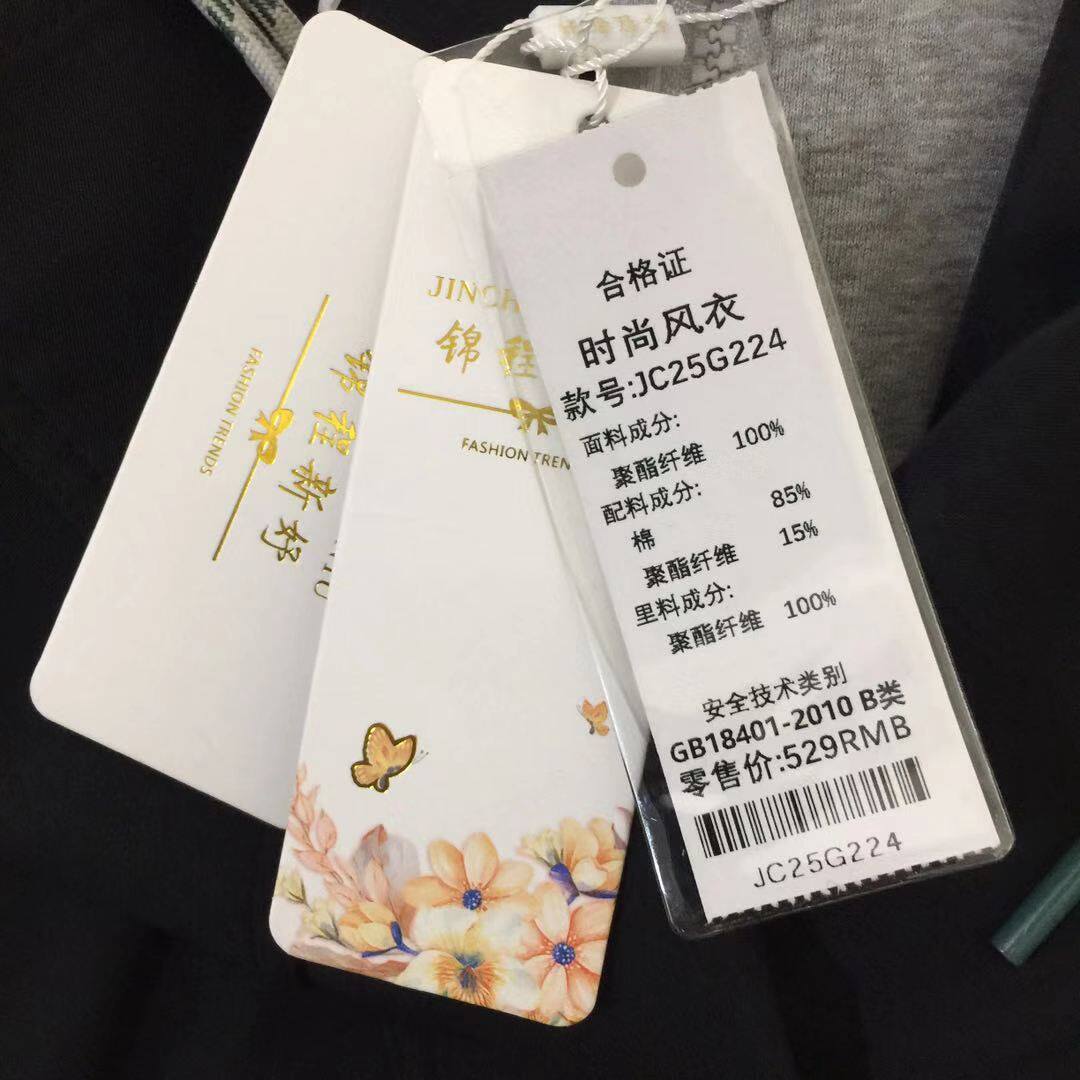 锦程新好
FASHION TRENDS
JINCH
锦程
FASHION TREN
合格证
时尚风衣
款号:JC25G224
面料成分:
聚酯纤维 100%
配料成分:
棉 85%
聚酯纤维 15%
里料成分:
聚酯纤维 100%
安全技术类别
GB18401-2010 B类
零售价:529RMB
JC25G224